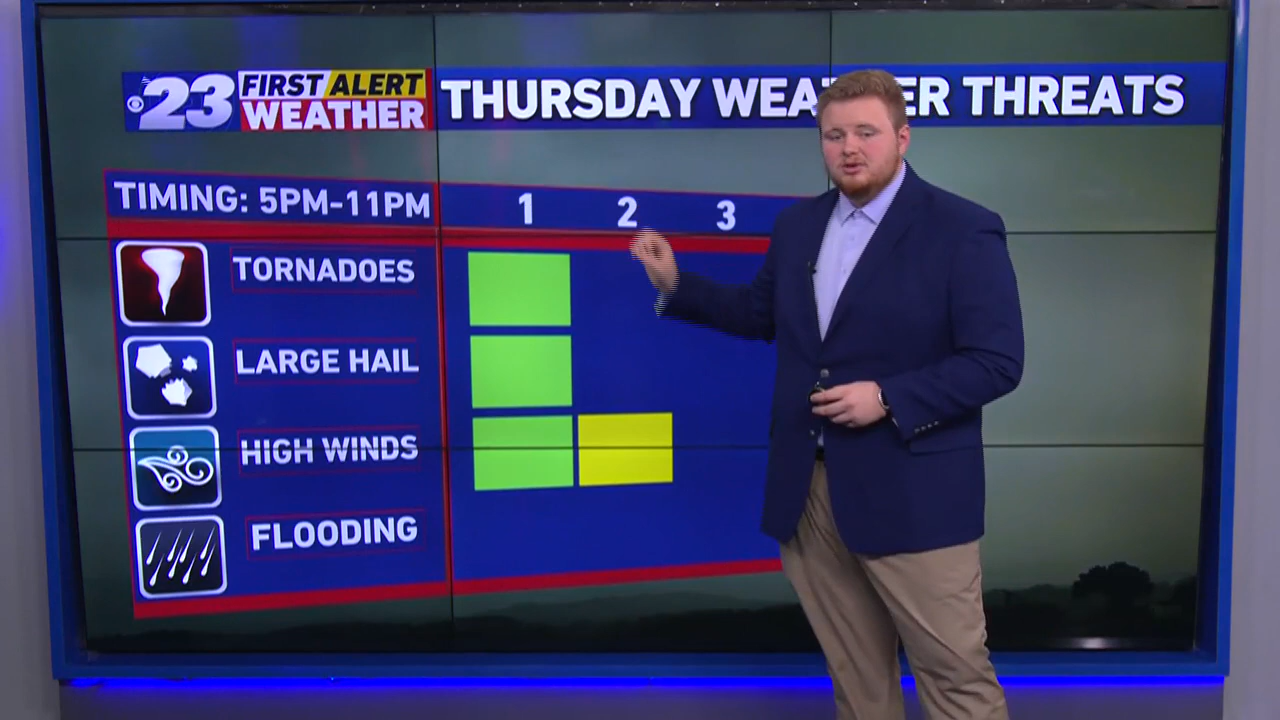 23 FIRST ALERT WEATHER
THURSDAY WEA ER THREATS
TIMING: 5PM-11PM 1 2 3
TORNADOES
LARGE HAIL
HIGH WINDS
FLOODING